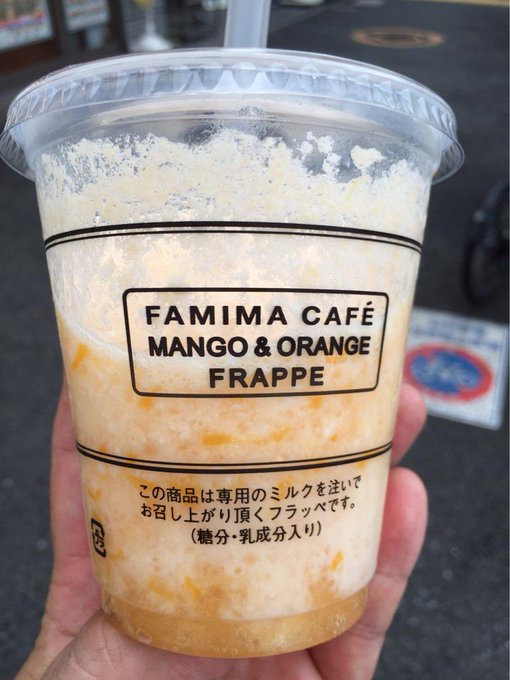 FAMIMA CAFÉ
MANGO & ORANGE
FRAPPE
この商品は専用のミルクを注いで
お召し上がり頂くフラッペです。
(糖分・乳成分入り)